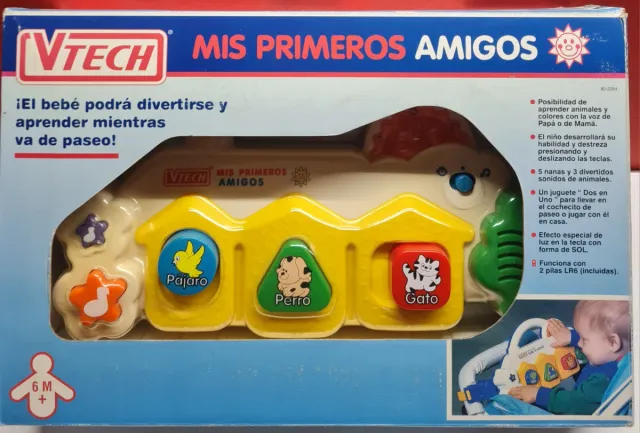 VTECH
MIS PRIMEROS AMIGOS
¡El bebé podrá divertirse y
aprender mientras
va de paseo!
Posibilidad de
aprender animales y
colores con la voz de
Papá o de Mamá.
El niño desarrollará su
habilidad y destreza
presionando y
deslizando las teclas.
5 nanas y 3 divertidos
sonidos de animales.
Un juguete "Dos en
Uno" para llevar en
el cochecito de
paseo o jugar con él
en casa.
Efecto especial de
luz en la tecla con
forma de SOL.
Funciona con
2 pilas LR6 (incluidas).
VTECH
MIS PRIMEROS
AMIGOS
Pájaro
Perro
Gato
6 M
+